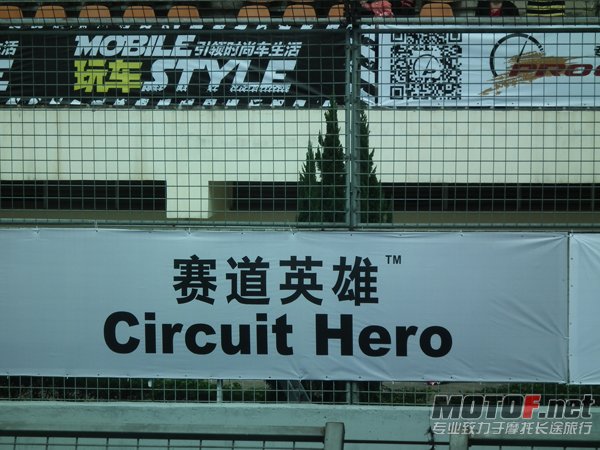 MOBILE 引领时尚车生活
玩车 STYLE
赛道英雄™
Circuit Hero
MOTOF.net
专业致力于摩托长途旅行